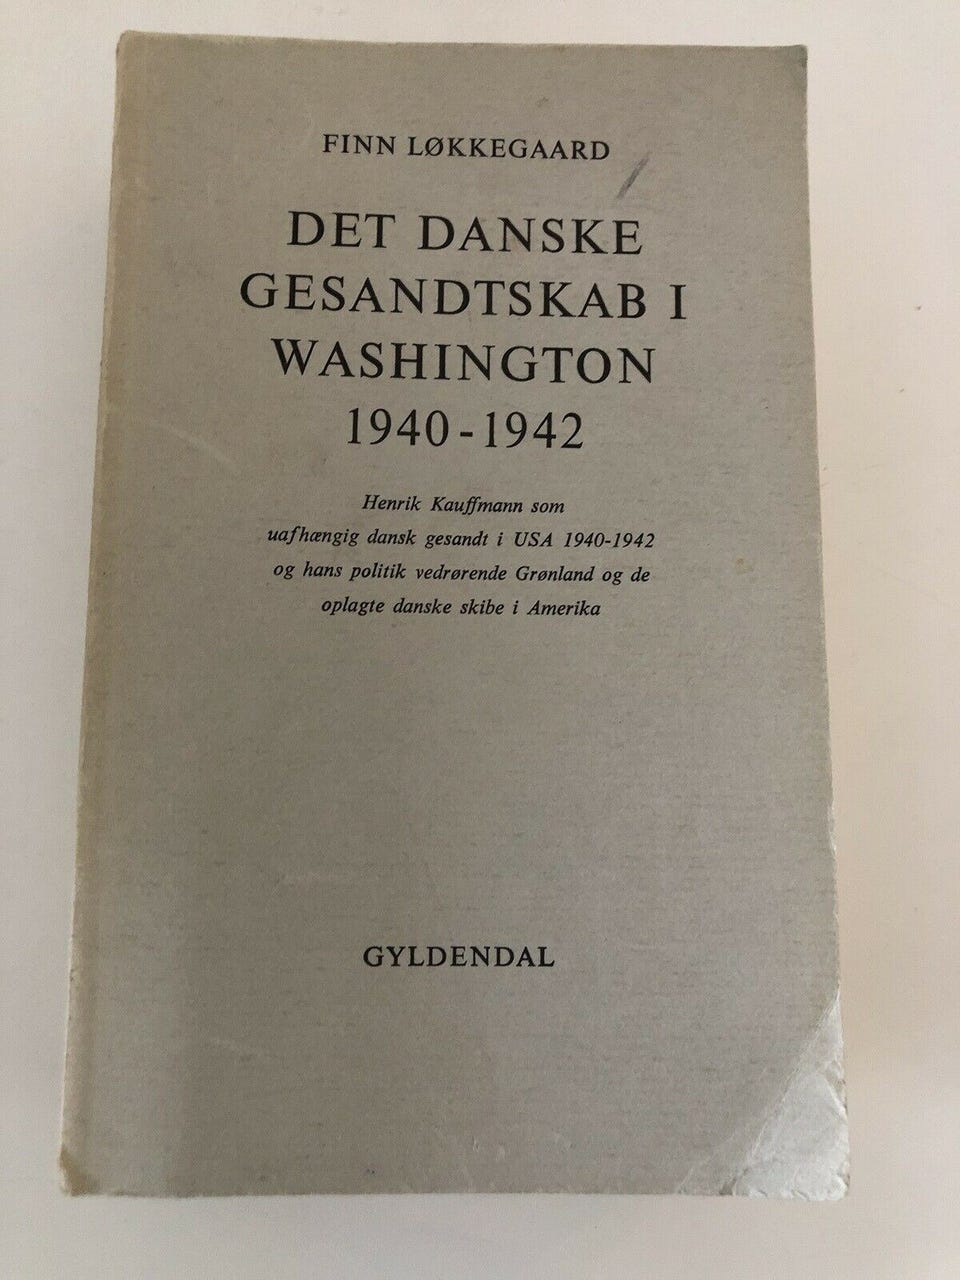 FINN LØKKEGAARD
DET DANSKE
GESANDTSKAB I
WASHINGTON
1940-1942
Henrik Kauffmann som
uafhængig dansk gesandt i USA 1940-1942
og hans politik vedrørende Grønland og de
oplagte danske skibe i Amerika
GYLDENDAL